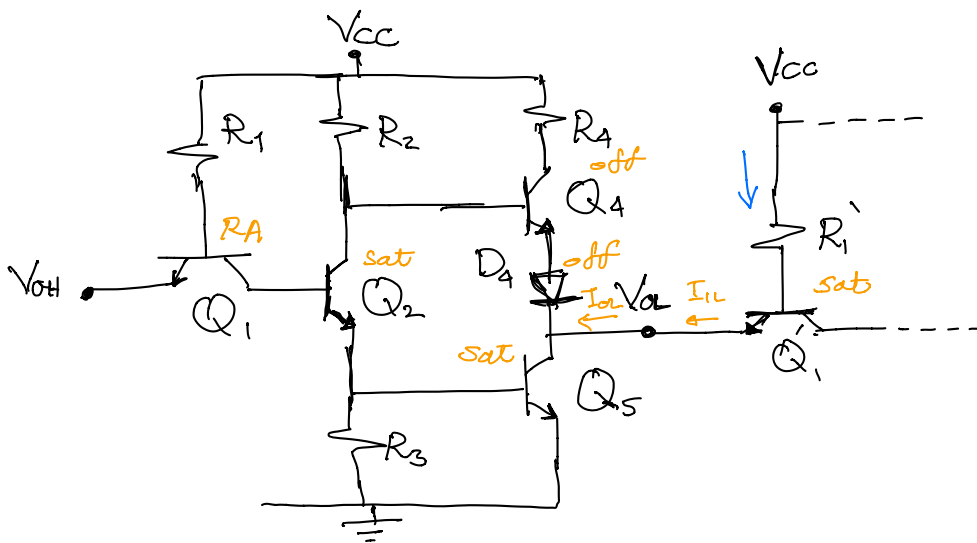 VCC
VCC
R1
R2
R4
off
Q4
R1'
RA
sat
D4
off
sat
VOH
Q1
Q2
IOL
VOL
IIL
Q1'
sat
Q5
R3